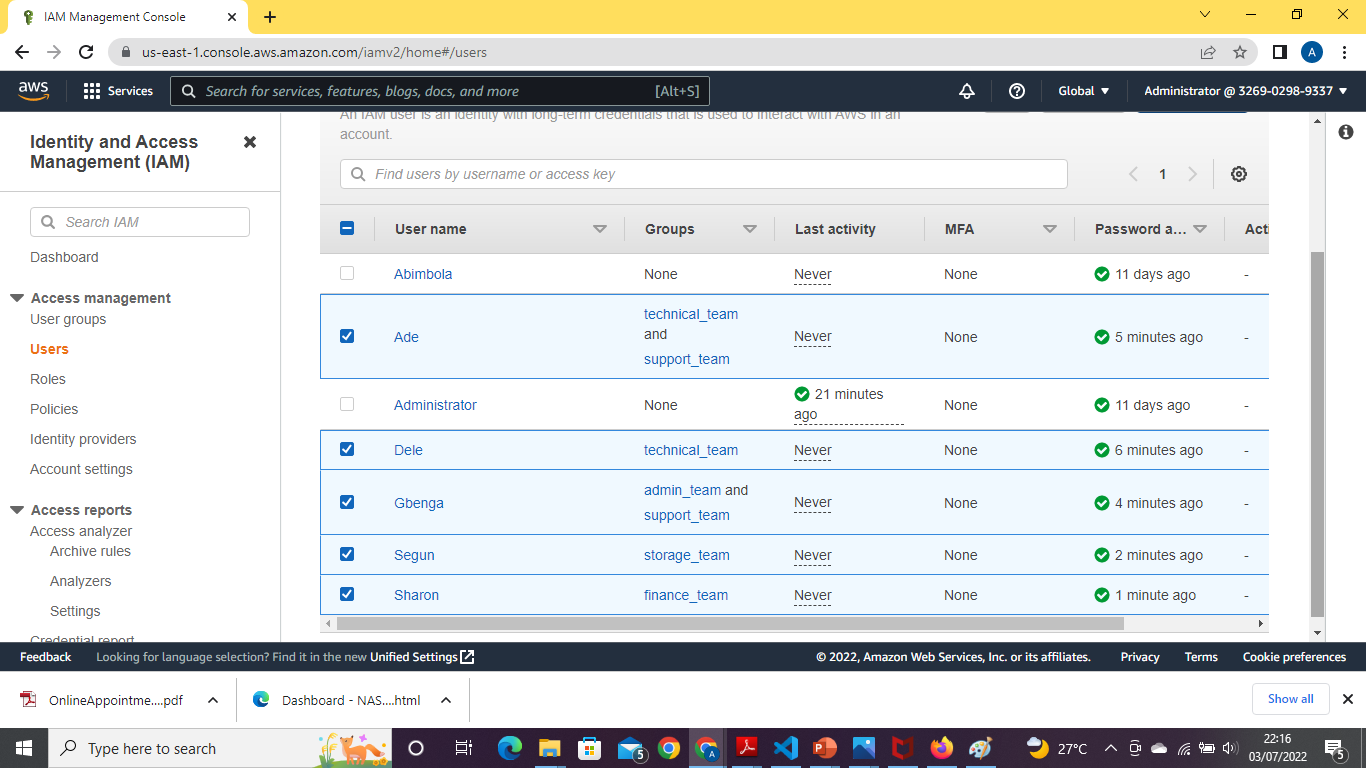 IAM Management Console
us-east-1.console.aws.amazon.com/iamv2/home#/users
A
aws
Services
Search for services, features, blogs, docs, and more
[Alt+S]
Global
Administrator @ 3269-0298-9337
Identity and Access
Management (IAM)
Search IAM
Dashboard
Access management
User groups
Users
Roles
Policies
Identity providers
Account settings
Access reports
Access analyzer
Archive rules
Analyzers
Settings
Credential report
An IAM user is an identity with long-term credentials that is used to interact with AWS in an
account.
Find users by username or access key
1
User name Groups Last activity MFA Password a... Acti
Abimbola None Never None 11 days ago -
Ade technical_team and support_team Never None 5 minutes ago -
Administrator None 21 minutes ago None 11 days ago -
Dele technical_team Never None 6 minutes ago -
Gbenga admin_team and support_team Never None 4 minutes ago -
Segun storage_team Never None 2 minutes ago -
Sharon finance_team Never None 1 minute ago -
Feedback Looking for language selection? Find it in the new Unified Settings
© 2022, Amazon Web Services, Inc. or its affiliates. Privacy Terms Cookie preferences
OnlineAppointme....pdf
Dashboard - NAS....html
Show all
Type here to search
5
A
27°C
22:16
03/07/2022
5